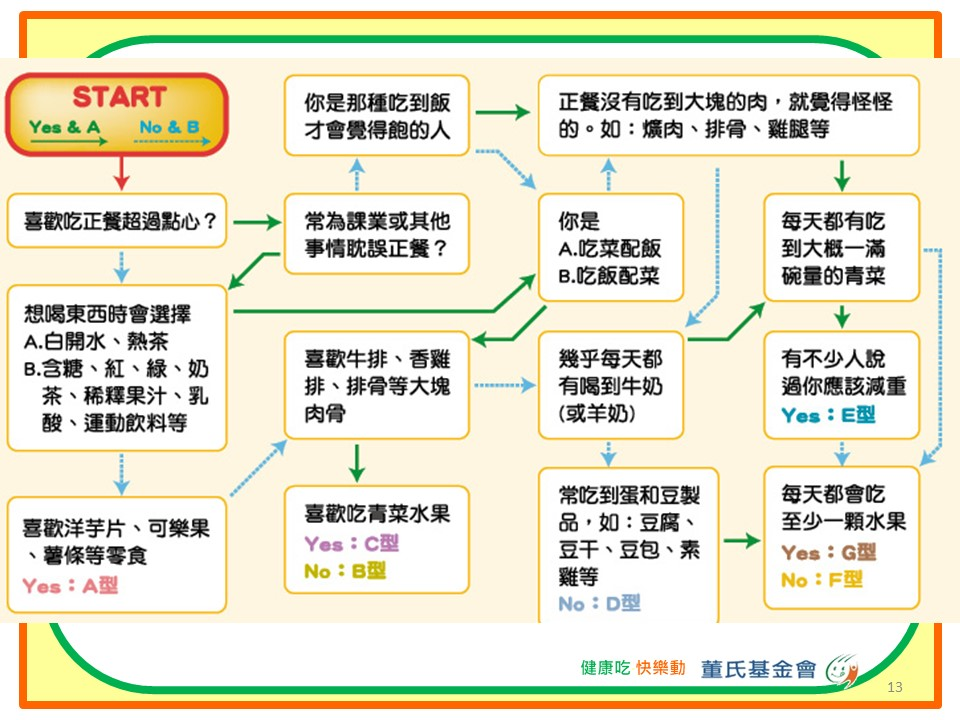 START
Yes & A
No & B
你是那種吃到飯
才會覺得飽的人
正餐沒有吃到大塊的肉，就覺得怪怪
的。如：爌肉、排骨、雞腿等
喜歡吃正餐超過點心？
常為課業或其他
事情耽誤正餐？
你是
A.吃菜配飯
B.吃飯配菜
每天都有吃
到大概一滿
碗量的青菜
想喝東西時會選擇
A.白開水、熱茶
B.含糖、紅、綠、奶
茶、稀釋果汁、乳
酸、運動飲料等
喜歡牛排、香雞
排、排骨等大塊
肉骨
幾乎每天都
有喝到牛奶
(或羊奶)
有不少人說
過你應該減重
Yes：E型
喜歡洋芋片、可樂果
、薯條等零食
Yes：A型
喜歡吃青菜水果
Yes：C型
No：B型
常吃到蛋和豆製
品，如：豆腐、
豆干、豆包、素
雞等
No：D型
每天都會吃
至少一顆水果
Yes：G型
No：F型
健康吃 快樂動 董氏基金會
13